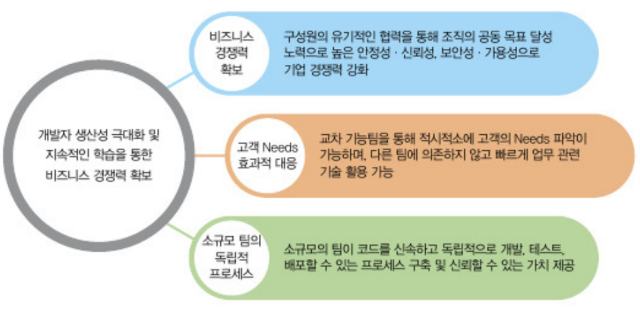 개발자 생산성 극대화 및
지속적인 학습을 통한
비즈니스 경쟁력 확보
비즈니스
경쟁력
확보
구성원의 유기적인 협력을 통해 조직의 공동 목표 달성
노력으로 높은 안정성 · 신뢰성, 보안성 · 가용성으로
기업 경쟁력 강화
고객 Needs
효과적 대응
교차 기능팀을 통해 적시적소에 고객의 Needs 파악이
가능하며, 다른 팀에 의존하지 않고 빠르게 업무 관련
기술 활용 가능
소규모 팀의
독립적
프로세스
소규모의 팀이 코드를 신속하고 독립적으로 개발, 테스트,
배포할 수 있는 프로세스 구축 및 신뢰할 수 있는 가치 제공